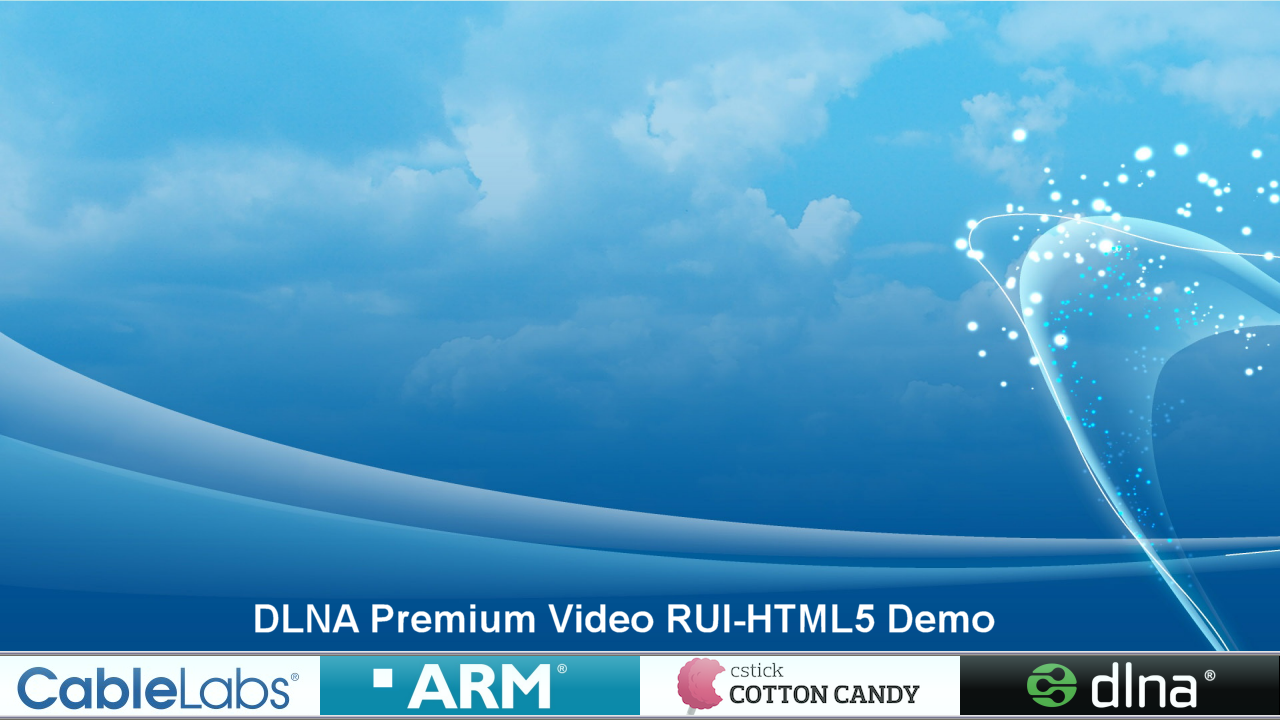 DLNA Premium Video RUI-HTML5 Demo
CableLabs®
ARM®
cstick
COTTON CANDY
dlna®